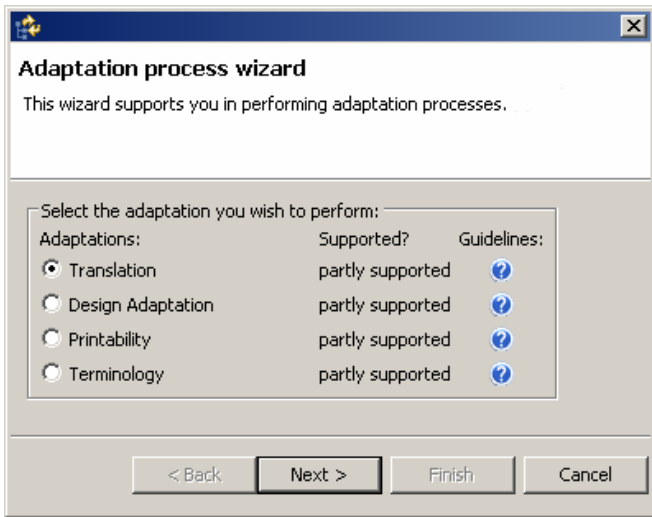 Adaptation process wizard
This wizard supports you in performing adaptation processes.
Select the adaptation you wish to perform:
Adaptations: Supported? Guidelines:
Translation partly supported ?
Design Adaptation partly supported ?
Printability partly supported ?
Terminology partly supported ?
< Back Next > Finish Cancel